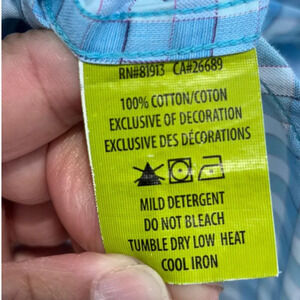 RN#81913 CA#26689
100% COTTON/COTON
EXCLUSIVE OF DECORATION
EXCLUSIVE DES DÉCORATIONS
MILD DETERGENT
DO NOT BLEACH
TUMBLE DRY LOW HEAT
COOL IRON